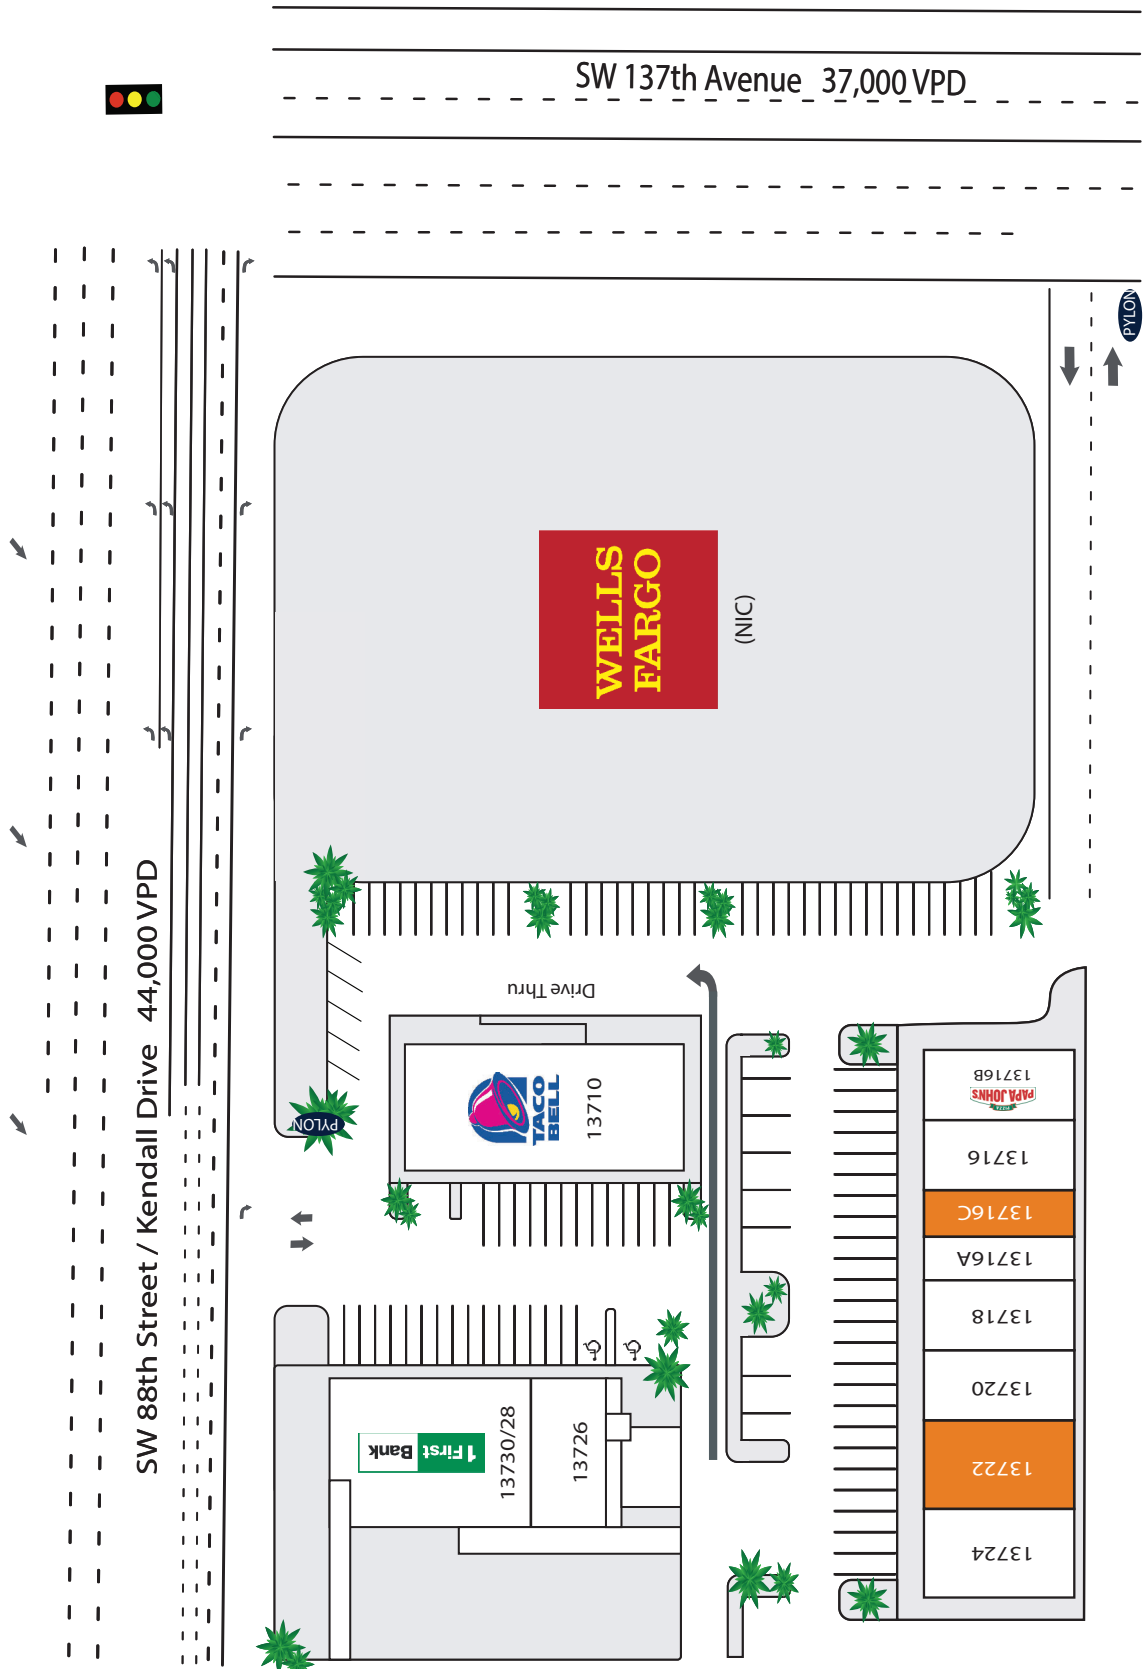 SW 137th Avenue 37,000 VPD
PYLON
WELLS
FARGO
(NIC)
SW 88th Street / Kendall Drive 44,000 VPD
Drive Thru
TACO
BELL
13710
PYLON
13716B
PIZZA
PAPA JOHN'S
13716
13716C
13716A
13718
13720
13722
13724
1 First Bank
13730/28
13726